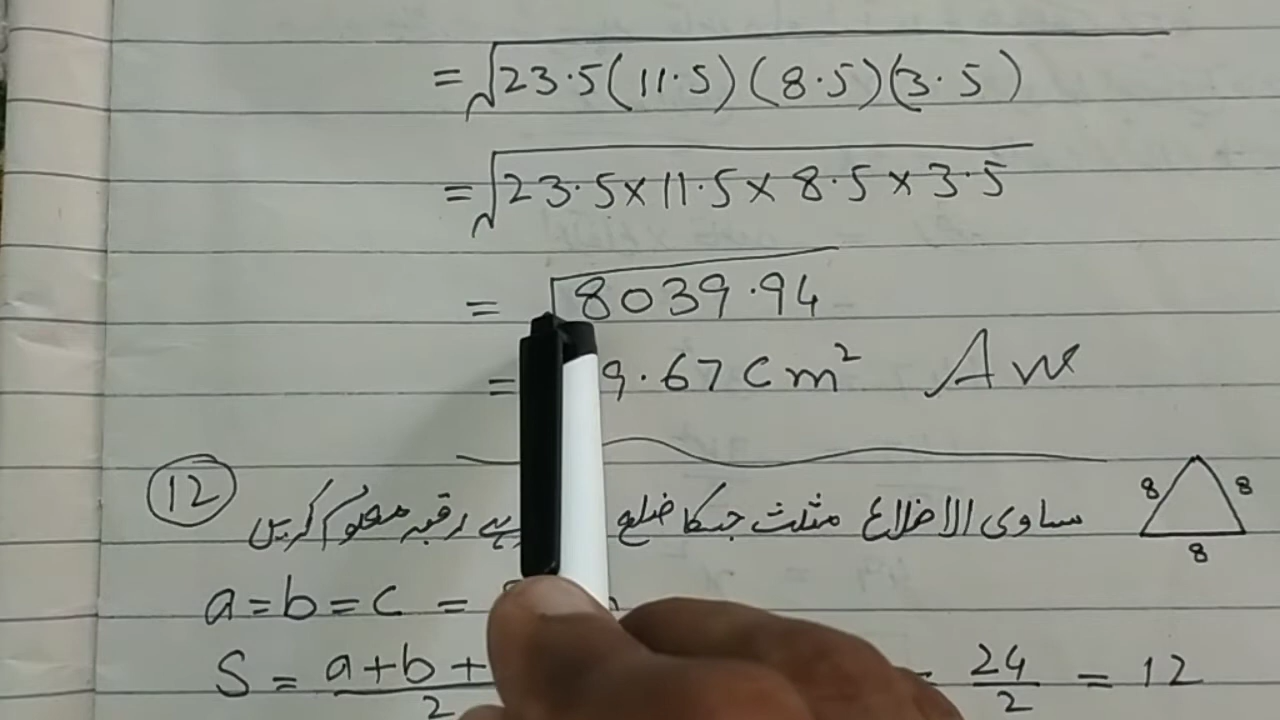 = √23.5(11.5)(8.5)(3.5)
= √23.5×11.5×8.5×3.5
= √8039.94
= 9.67 cm² Ans
12 مساوی الاضلاع مثلث جسکا ضلع ہے رقبہ معلوم کریں
8 8
8
a=b=c =
S = a+b+ / 2 = 24/2 = 12